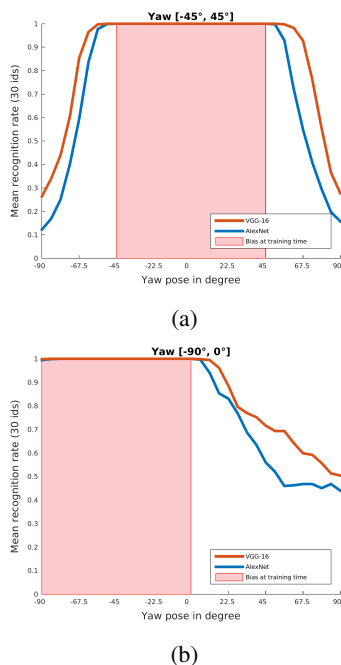 Yaw [-45°, 45°]
1
0.9
0.8
0.7
0.6
0.5
0.4
0.3
0.2
0.1
0
Mean recognition rate (30 ids)
VGG-16
AlexNet
Bias at training time
-90 -67.5 -45 -22.5 0 22.5 45 67.5 90
Yaw pose in degree
(a)
Yaw [-90°, 0°]
1
0.9
0.8
0.7
0.6
0.5
0.4
0.3
0.2
0.1
0
Mean recognition rate (30 ids)
VGG-16
AlexNet
Bias at training time
-90 -67.5 -45 -22.5 0 22.5 45 67.5 90
Yaw pose in degree
(b)